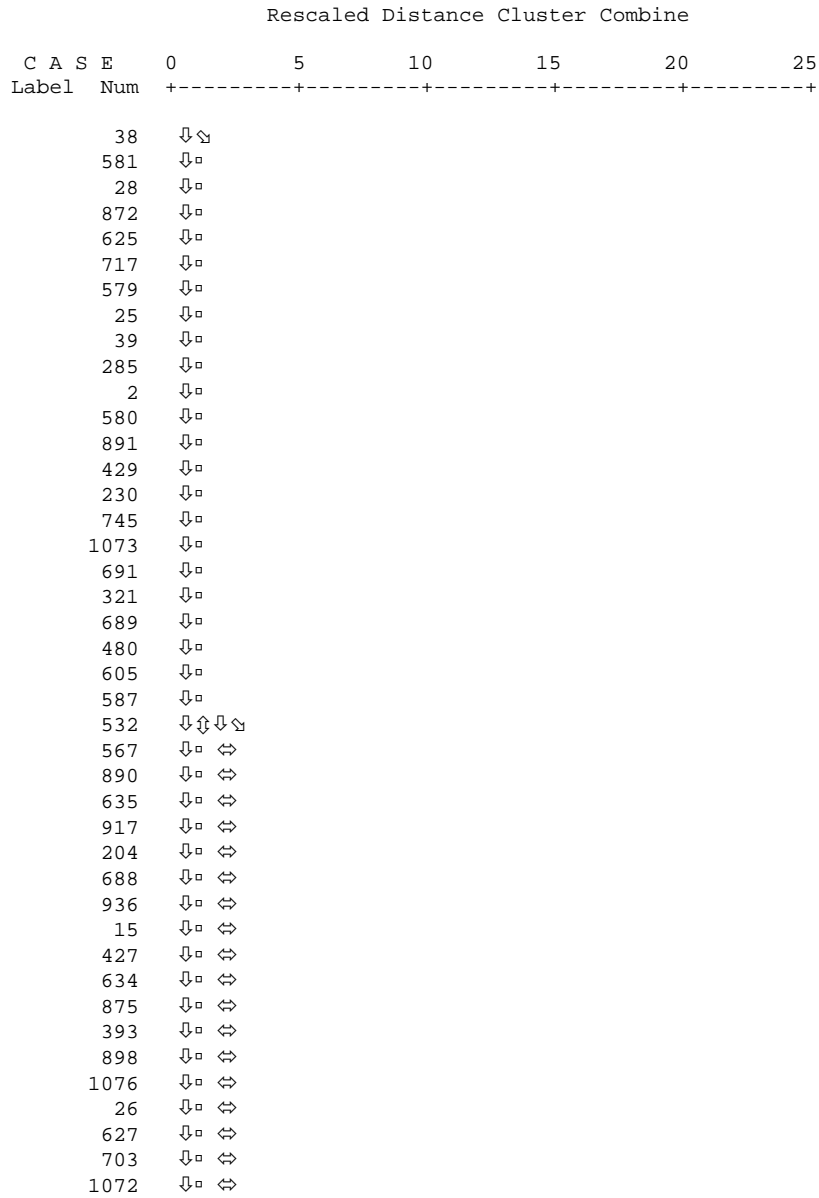 Rescaled Distance Cluster Combine
C A S E 0 5 10 15 20 25
Label Num +---------+---------+---------+---------+---------+
38 ⇩⬂
581 ⇩▫
28 ⇩▫
872 ⇩▫
625 ⇩▫
717 ⇩▫
579 ⇩▫
25 ⇩▫
39 ⇩▫
285 ⇩▫
2 ⇩▫
580 ⇩▫
891 ⇩▫
429 ⇩▫
230 ⇩▫
745 ⇩▫
1073 ⇩▫
691 ⇩▫
321 ⇩▫
689 ⇩▫
480 ⇩▫
605 ⇩▫
587 ⇩▫
532 ⇩⇳⇩⬂
567 ⇩▫ ⬄
890 ⇩▫ ⬄
635 ⇩▫ ⬄
917 ⇩▫ ⬄
204 ⇩▫ ⬄
688 ⇩▫ ⬄
936 ⇩▫ ⬄
15 ⇩▫ ⬄
427 ⇩▫ ⬄
634 ⇩▫ ⬄
875 ⇩▫ ⬄
393 ⇩▫ ⬄
898 ⇩▫ ⬄
1076 ⇩▫ ⬄
26 ⇩▫ ⬄
627 ⇩▫ ⬄
703 ⇩▫ ⬄
1072 ⇩▫ ⬄